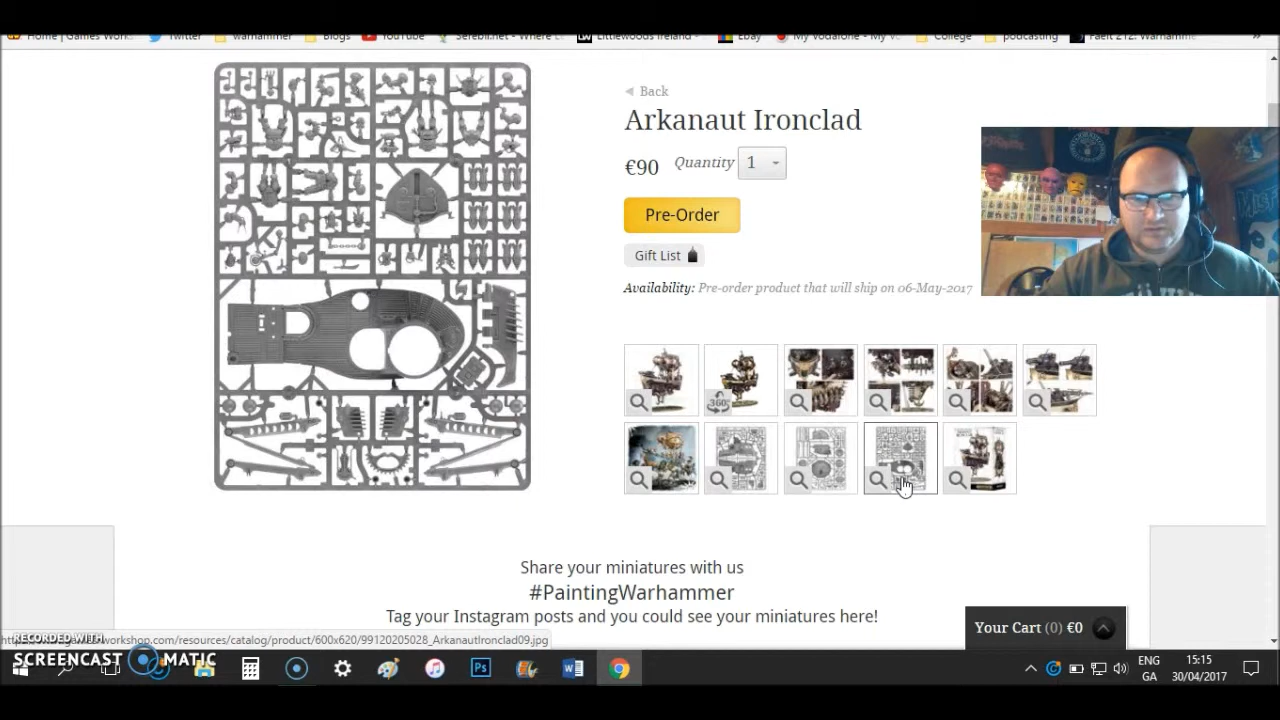 Home | Games Work
Twitter
warhammer
Blogs
YouTube
Serebii.net - Where L
LW Littlewoods Ireland
Ebay
My Vodafone - My V
College
podcasting
Faeit 212: Warhamme
»
Back
Arkanaut Ironclad
€90 Quantity 1
Pre-Order
Gift List
Availability: Pre-order product that will ship on 06-May-2017
360°
Share your miniatures with us
#PaintingWarhammer
Tag your Instagram posts and you could see your miniatures here!
Your Cart (0) €0
workshop.com/resources/catalog/product/600x620/99120205028_ArkanautIronclad09.jpg
RECORDED WITH
SCREENCAST MATIC
Ps
W
ENG
GA
15:15
30/04/2017